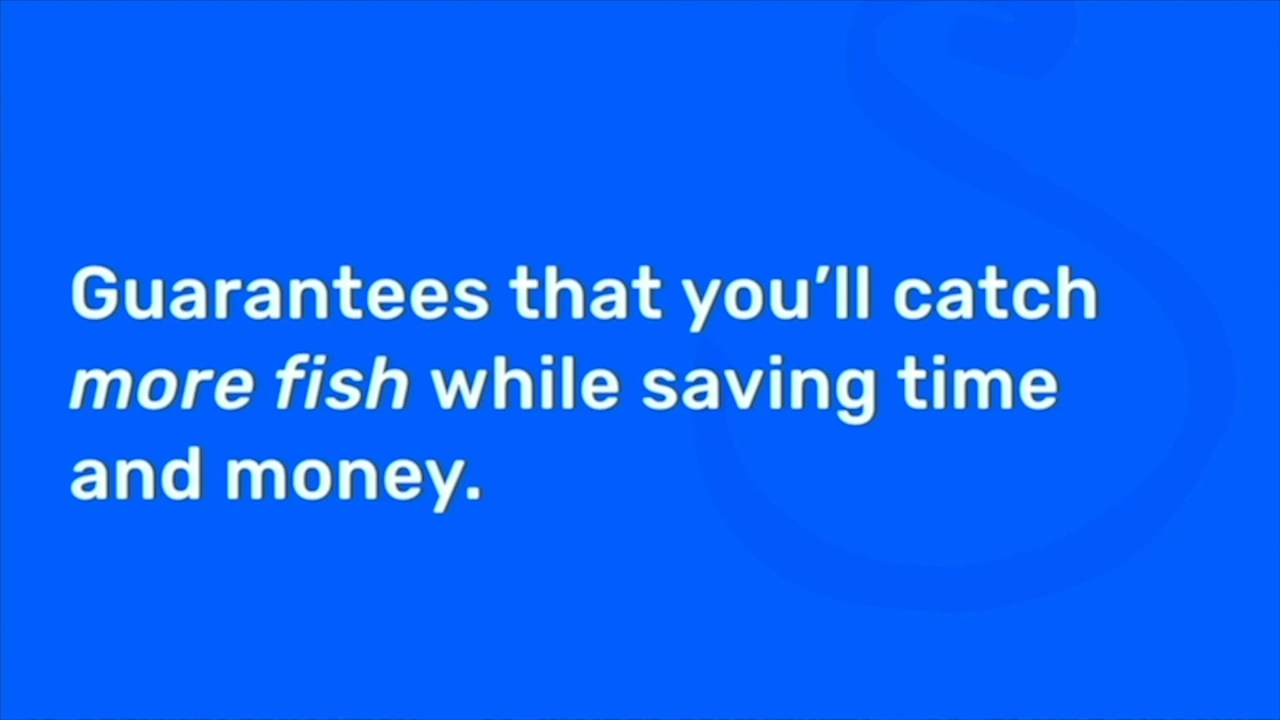 Guarantees that you’ll catch
more fish while saving time
and money.